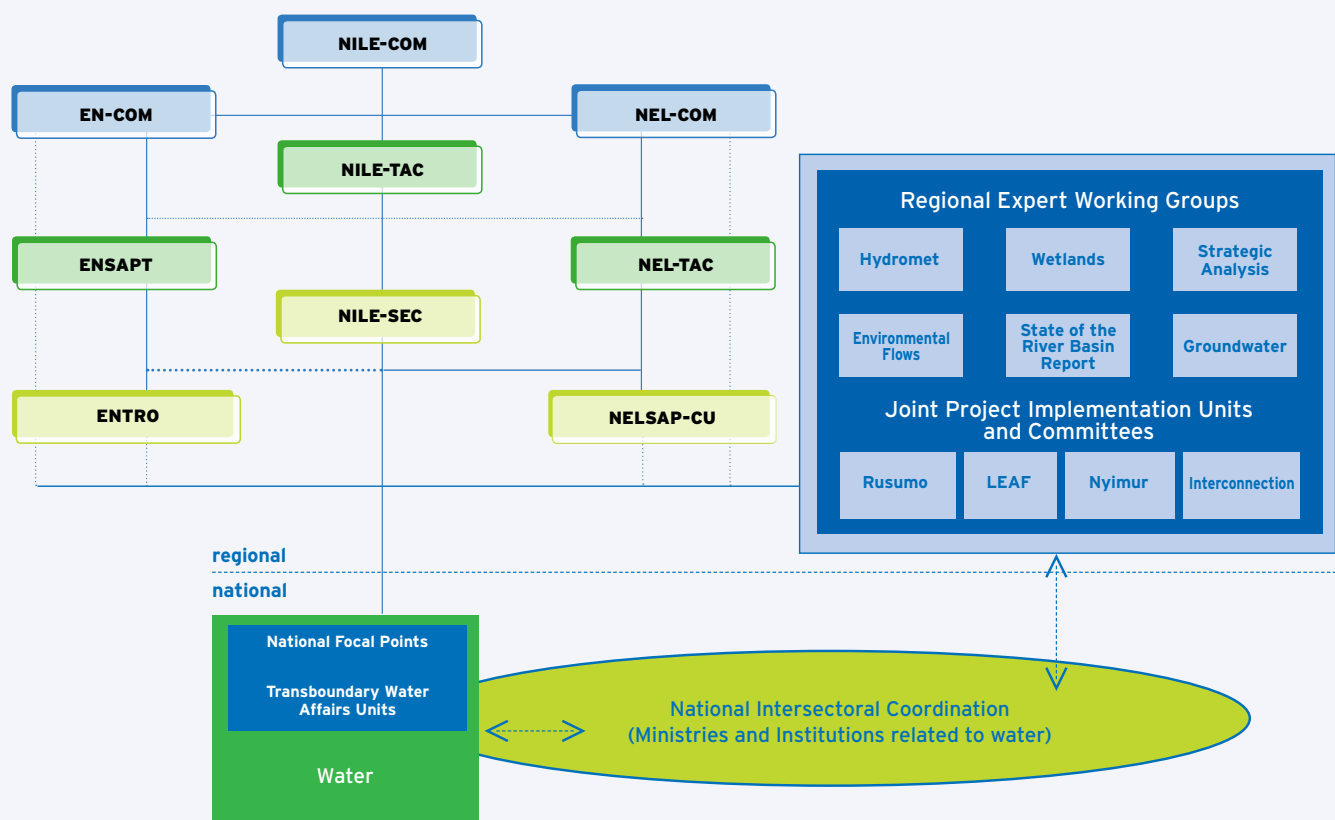 NILE-COM
EN-COM
NEL-COM
NILE-TAC
ENSAPT
NEL-TAC
NILE-SEC
ENTRO
NELSAP-CU
Regional Expert Working Groups
Hydromet
Wetlands
Strategic
Analysis
Environmental
Flows
State of the
River Basin
Report
Groundwater
Joint Project Implementation Units
and Committees
Rusumo
LEAF
Nyimur
Interconnection
regional
national
National Focal Points
Transboundary Water
Affairs Units
Water
National Intersectoral Coordination
(Ministries and Institutions related to water)